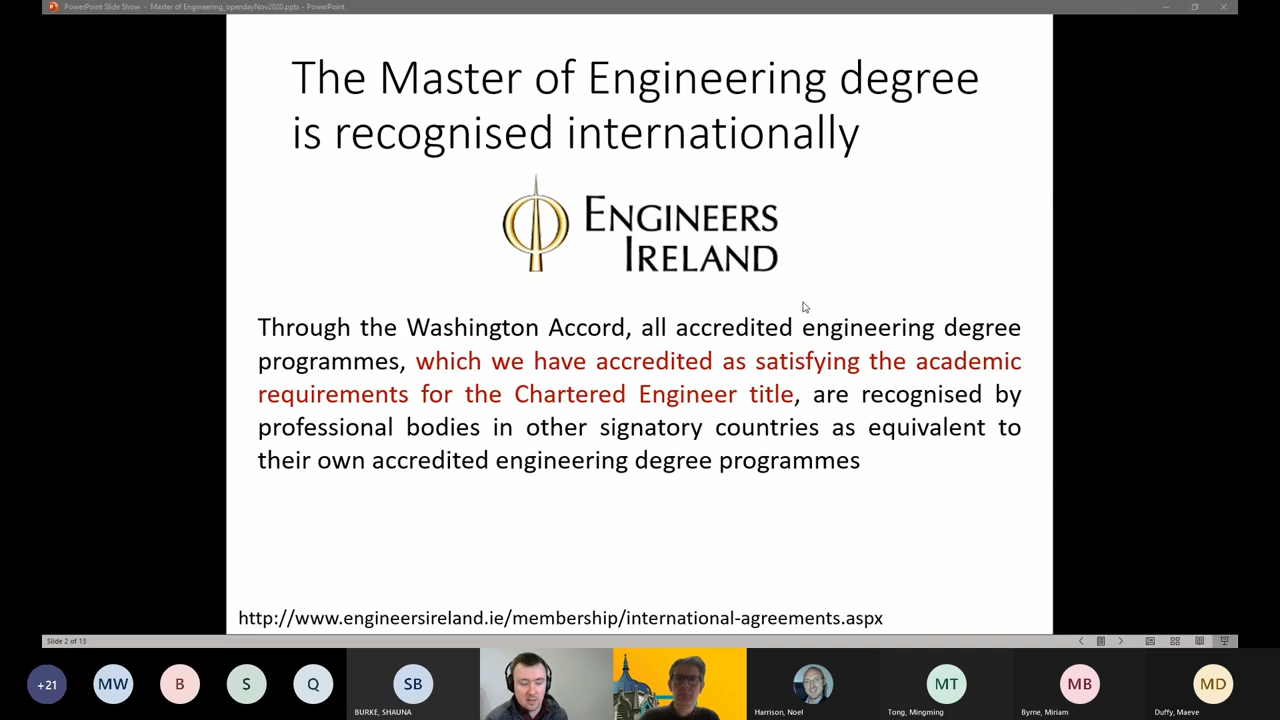 PowerPoint Slide Show - Master of Engineering_opendayNov2020.pptx - PowerPoint
The Master of Engineering degree
is recognised internationally
ENGINEERS
IRELAND
Through the Washington Accord, all accredited engineering degree
programmes, which we have accredited as satisfying the academic
requirements for the Chartered Engineer title, are recognised by
professional bodies in other signatory countries as equivalent to
their own accredited engineering degree programmes
http://www.engineersireland.ie/membership/international-agreements.aspx
Slide 2 of 13
+21
MW
B
S
Q
SB
MT
MB
MD
BURKE, SHAUNA
Harrison, Noel
Tong, Mingming
Byrne, Miriam
Duffy, Maeve